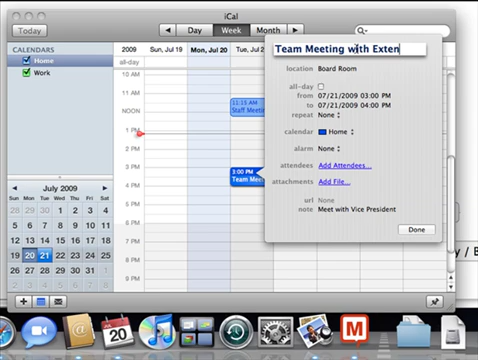 iCal
Today
Day Week Month
CALENDARS
Home
Work
2009 Sun, Jul 19 Mon, Jul 20 Tue, Jul
all-day
10 AM
11 AM
NOON
1 PM
2 PM
3 PM
4 PM
5 PM
6 PM
7 PM
8 PM
9 PM
10 PM
11:55 AM
Staff Meetin
3:00 PM
Team Meet
Team Meeting with Exten
location Board Room
all-day
from 07/21/2009 03:00 PM
to 07/21/2009 04:00 PM
repeat None
calendar Home
alarm None
attendees Add Attendees...
attachments Add File...
url None
note Meet with Vice President
Done
July 2009
Sun Mon Tue Wed Thu Fri Sat
28 29 30 1 2 3 4
5 6 7 8 9 10 11
12 13 14 15 16 17 18
19 20 21 22 23 24 25
26 27 28 29 30 31 1
2 3 4 5 6 7 8
y / B
20
M